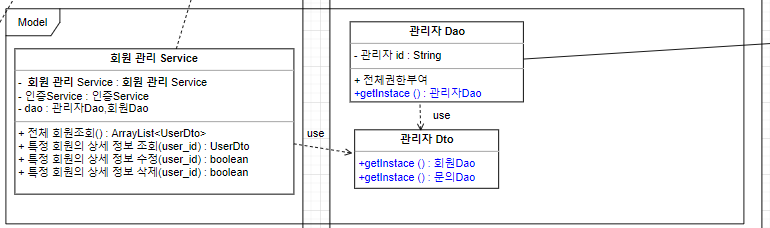 Model
회원 관리 Service
- 회원 관리 Service : 회원 관리 Service
- 인증Service : 인증Service
- dao : 관리자Dao,회원Dao
+ 전체 회원조회() : ArrayList<UserDto>
+ 특정 회원의 상세 정보 조회(user_id) : UserDto
+ 특정 회원의 상세 정보 수정(user_id) : boolean
+ 특정 회원의 상세 정보 삭제(user_id) : boolean
use
관리자 Dao
- 관리자 id : String
+ 전체권한부여
+getInstace () : 관리자Dao
use
관리자 Dto
+getInstace () : 회원Dao
+getInstace () : 문의Dao